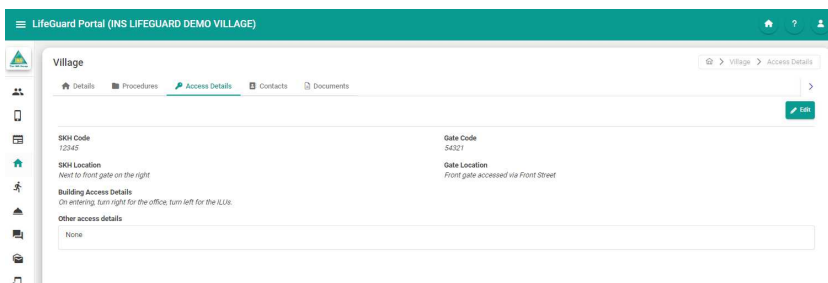 LifeGuard Portal (INS LIFEGUARD DEMO VILLAGE)
?
Village
Village > Access Details
Details Procedures Access Details Contacts Documents
Edit
SKH Code
12345
Gate Code
54321
SKH Location
Next to front gate on the right
Gate Location
Front gate accessed via Front Street
Building Access Details
On entering, turn right for the office, turn left for the ILUs.
Other access details
None